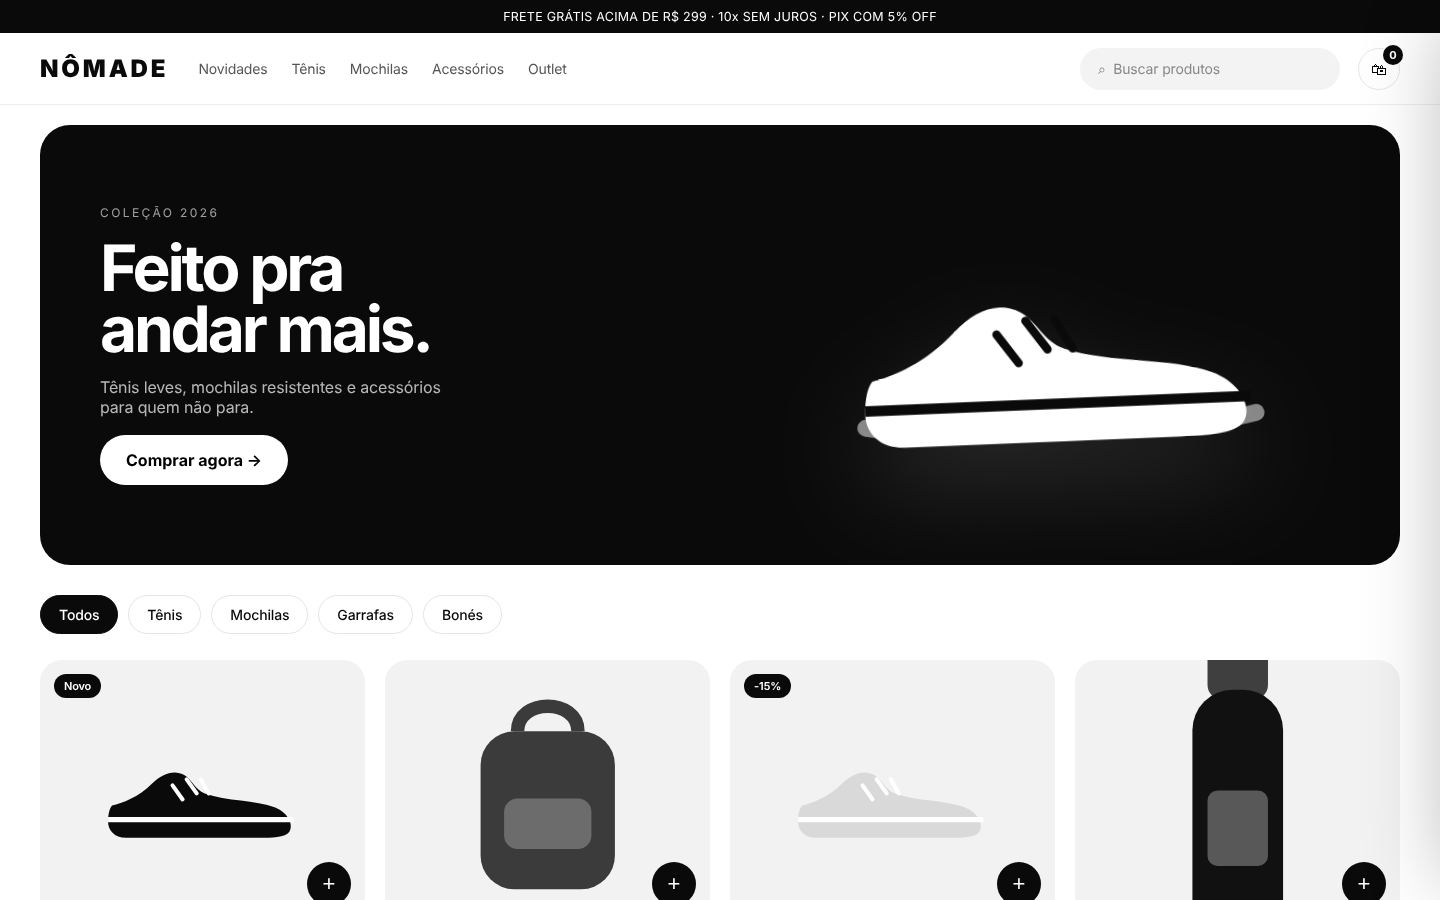 FRETE GRÁTIS ACIMA DE R$ 299 · 10x SEM JUROS · PIX COM 5% OFF
NÔMADE
Novidades
Tênis
Mochilas
Acessórios
Outlet
Buscar produtos
0
COLEÇÃO 2026
Feito pra
andar mais.
Tênis leves, mochilas resistentes e acessórios
para quem não para.
Comprar agora →
Todos
Tênis
Mochilas
Garrafas
Bonés
Novo
-15%
+
+
+
+